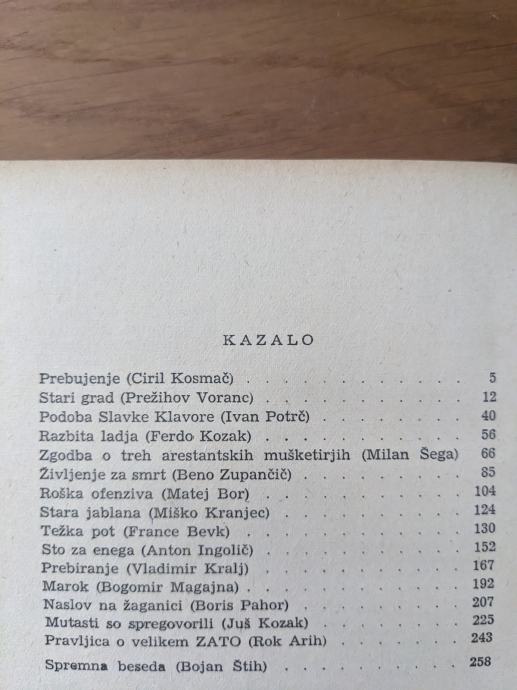 KAZALO
Prebujenje (Ciril Kosmač) . . . . . . . . . . . 5
Stari grad (Prežihov Voranc) . . . . . . . . . . 12
Podoba Slavke Klavore (Ivan Potrč) . . . . . . . 40
Razbita ladja (Ferdo Kozak) . . . . . . . . . . 56
Zgodba o treh arestantskih mušketirjih (Milan Šega) 66
Življenje za smrt (Beno Zupančič) . . . . . . . . 85
Roška ofenziva (Matej Bor) . . . . . . . . . . 104
Stara jablana (Miško Kranjec) . . . . . . . . . 124
Težka pot (France Bevk) . . . . . . . . . . . 130
Sto za enega (Anton Ingolič) . . . . . . . . . . 152
Prebiranje (Vladimir Kralj) . . . . . . . . . . 167
Marok (Bogomir Magajna) . . . . . . . . . . 192
Naslov na žaganici (Boris Pahor) . . . . . . . . 207
Mutasti so spregovorili (Juš Kozak) . . . . . . . 225
Pravljica o velikem ZATO (Rok Arih) . . . . . . 243
Spremna beseda (Bojan Štih) . . . . . . . . . 258